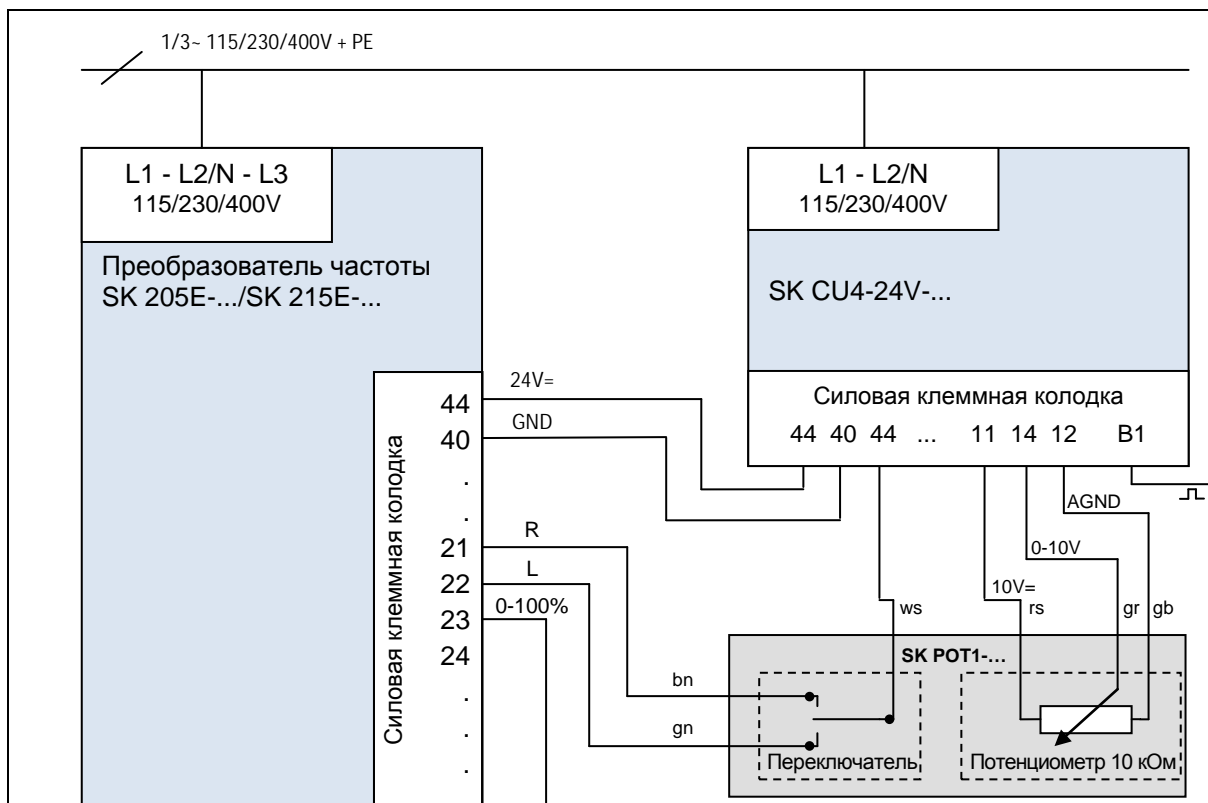 1/3~ 115/230/400V + PE
L1 - L2/N - L3
115/230/400V
Преобразователь частоты
SK 205E-.../SK 215E-...
Силовая клеммная колодка
44
40
.
.
21
22
23
24
.
.
.
24V=
GND
R
L
0-100%
bn
gn
L1 - L2/N
115/230/400V
SK CU4-24V-...
Силовая клеммная колодка
44 40 44 ... 11 14 12 B1
AGND
0-10V
10V=
ws
rs
gr
gb
SK POT1-...
Переключатель
Потенциометр 10 кОм